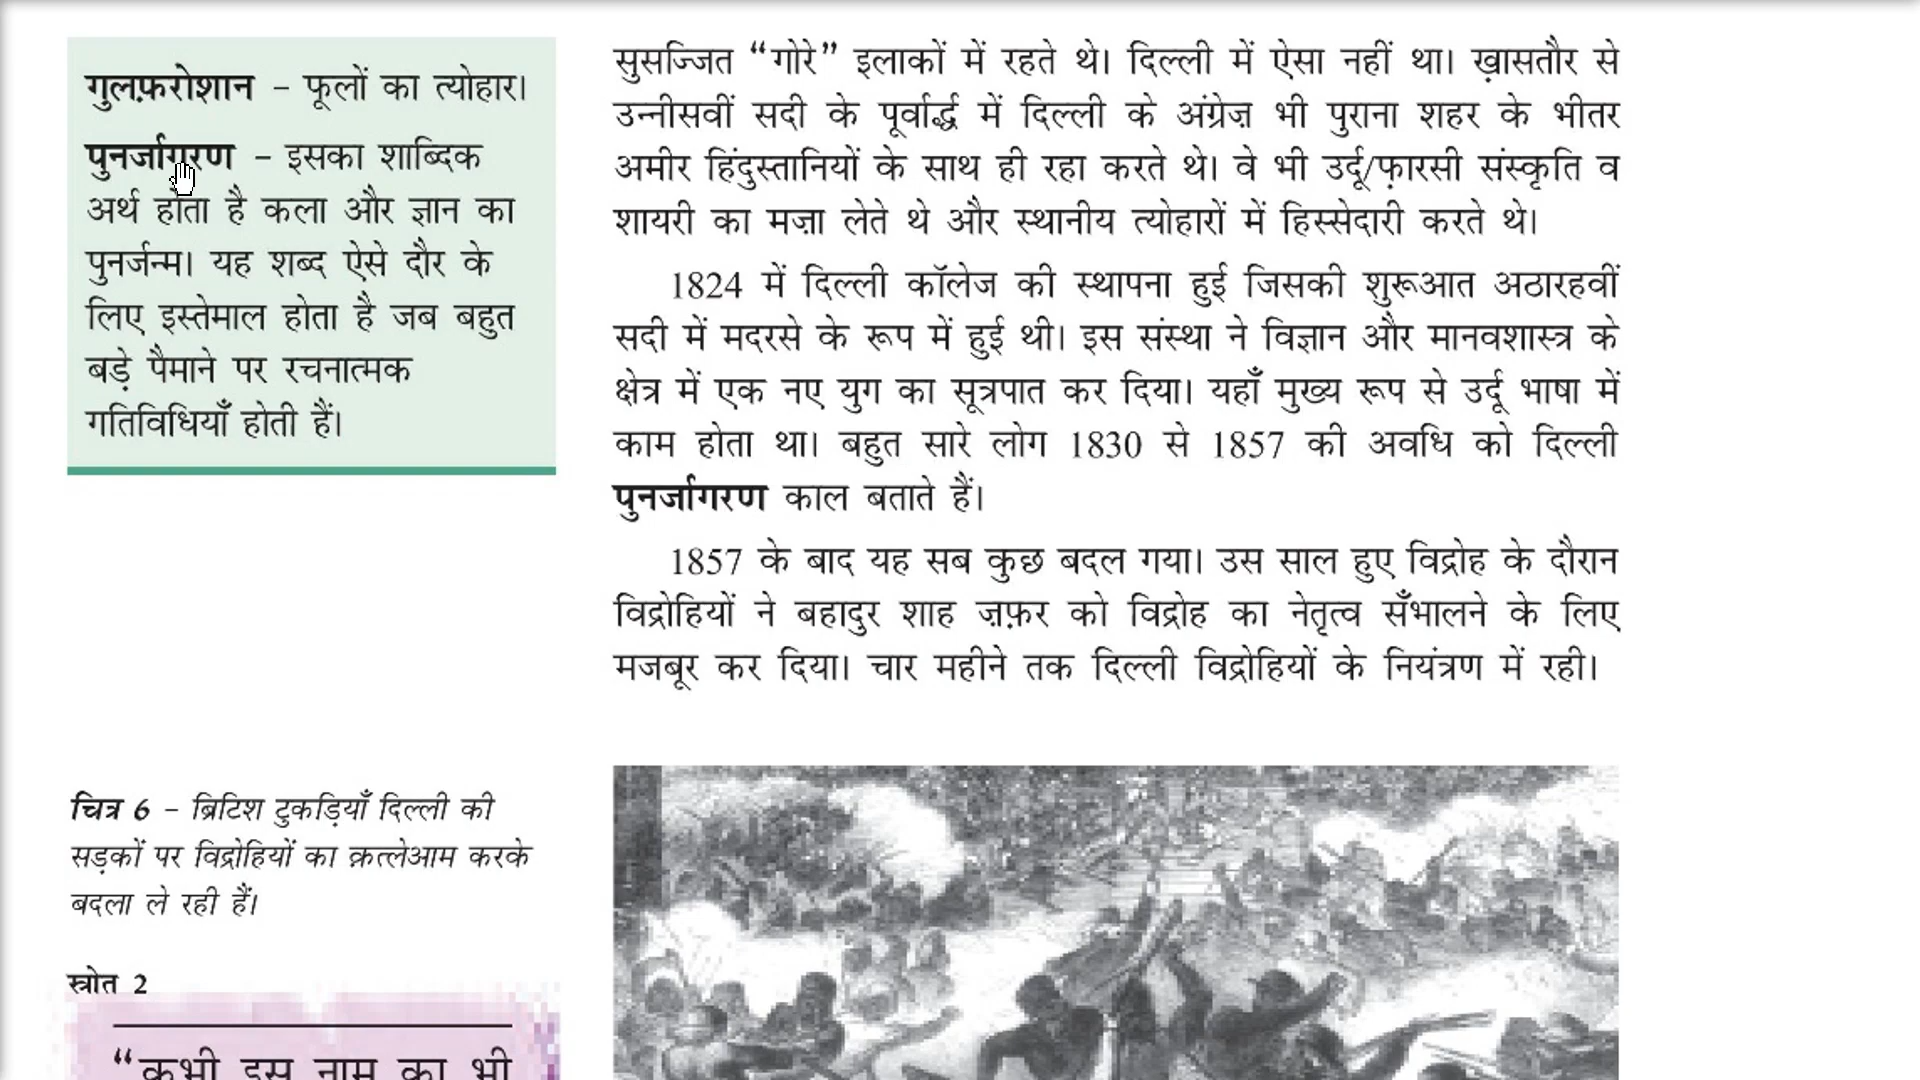 गुलफ़रोशान – फूलों का त्योहार।
पुनर्जागरण – इसका शाब्दिक
अर्थ होता है कला और ज्ञान का
पुनर्जन्म। यह शब्द ऐसे दौर के
लिए इस्तेमाल होता है जब बहुत
बड़े पैमाने पर रचनात्मक
गतिविधियाँ होती हैं।
सुसज्जित “गोरे” इलाकों में रहते थे। दिल्ली में ऐसा नहीं था। ख़ासतौर से
उन्नीसवीं सदी के पूर्वार्द्ध में दिल्ली के अंग्रेज़ भी पुराना शहर के भीतर
अमीर हिंदुस्तानियों के साथ ही रहा करते थे। वे भी उर्दू/फ़ारसी संस्कृति व
शायरी का मज़ा लेते थे और स्थानीय त्योहारों में हिस्सेदारी करते थे।
1824 में दिल्ली कॉलेज की स्थापना हुई जिसकी शुरूआत अठारहवीं
सदी में मदरसे के रूप में हुई थी। इस संस्था ने विज्ञान और मानवशास्त्र के
क्षेत्र में एक नए युग का सूत्रपात कर दिया। यहाँ मुख्य रूप से उर्दू भाषा में
काम होता था। बहुत सारे लोग 1830 से 1857 की अवधि को दिल्ली
पुनर्जागरण काल बताते हैं।
1857 के बाद यह सब कुछ बदल गया। उस साल हुए विद्रोह के दौरान
विद्रोहियों ने बहादुर शाह ज़फ़र को विद्रोह का नेतृत्व सँभालने के लिए
मजबूर कर दिया। चार महीने तक दिल्ली विद्रोहियों के नियंत्रण में रही।
चित्र 6 – ब्रिटिश टुकड़ियाँ दिल्ली की
सड़कों पर विद्रोहियों का क़त्लेआम करके
बदला ले रही हैं।
स्त्रोत 2
“कभी इस नाम का भी